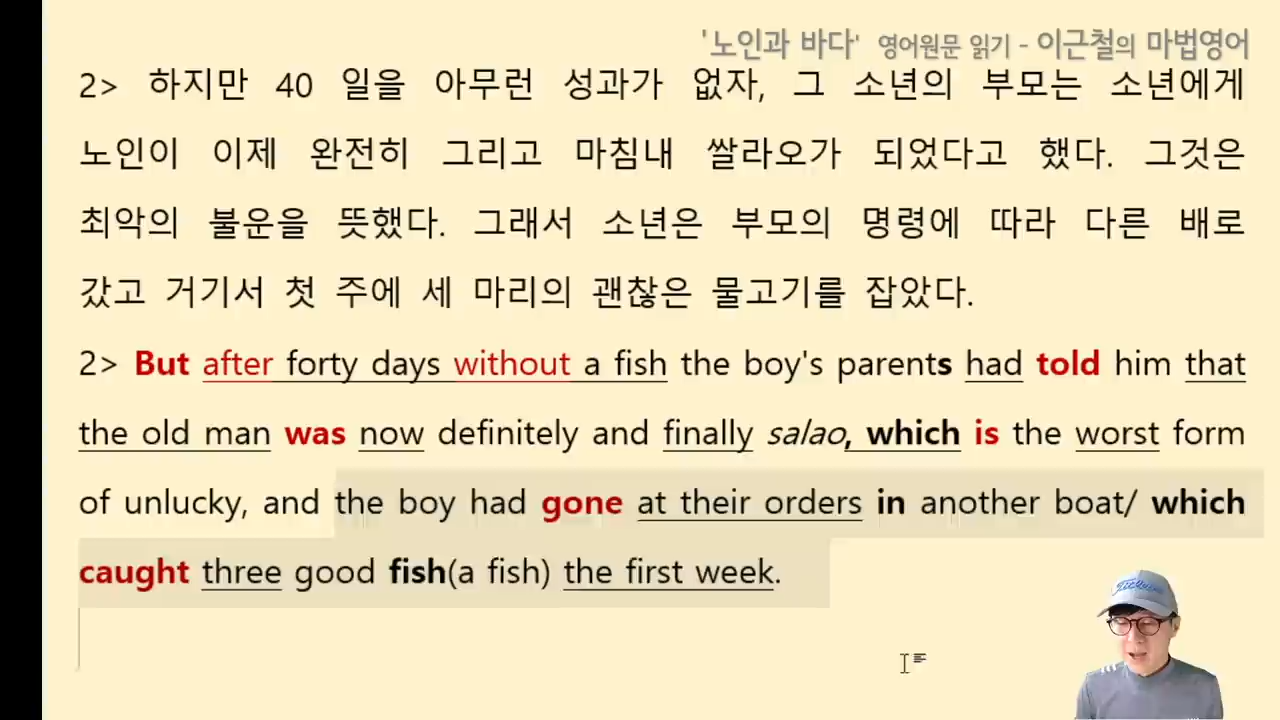 '노인과 바다' 영어원문 읽기 - 이근철의 마법영어
2> 하지만 40 일을 아무런 성과가 없자, 그 소년의 부모는 소년에게
노인이 이제 완전히 그리고 마침내 쌀라오가 되었다고 했다. 그것은
최악의 불운을 뜻했다. 그래서 소년은 부모의 명령에 따라 다른 배로
갔고 거기서 첫 주에 세 마리의 괜찮은 물고기를 잡았다.
2> But after forty days without a fish the boy's parents had told him that
the old man was now definitely and finally salao, which is the worst form
of unlucky, and the boy had gone at their orders in another boat/ which
caught three good fish(a fish) the first week.